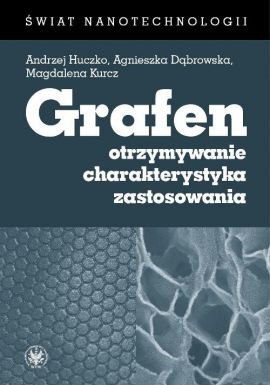 ŚWIAT NANOTECHNOLOGII
Andrzej Huczko, Agnieszka Dąbrowska,
Magdalena Kurcz
Grafen
otrzymywanie
charakterystyka
zastosowania